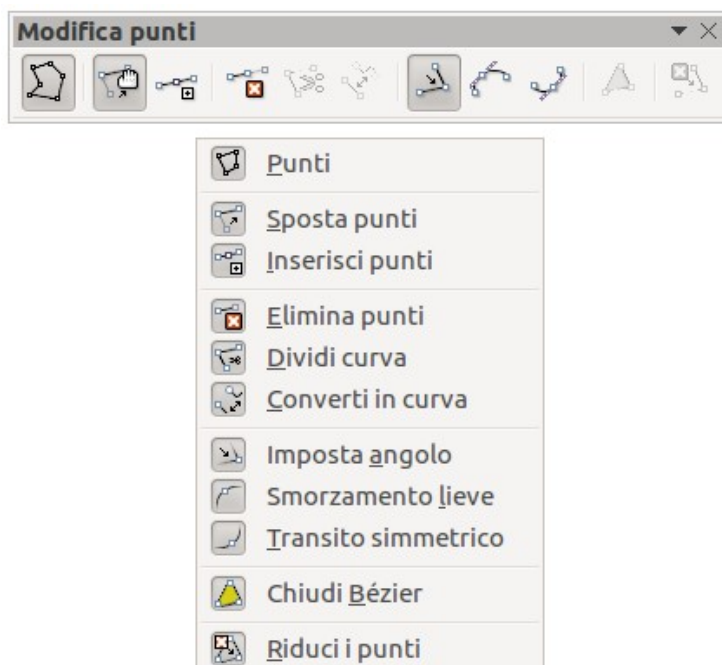 Modifica punti
Punti
Sposta punti
Inserisci punti
Elimina punti
Dividi curva
Converti in curva
Imposta angolo
Smorzamento lieve
Transito simmetrico
Chiudi Bézier
Riduci i punti